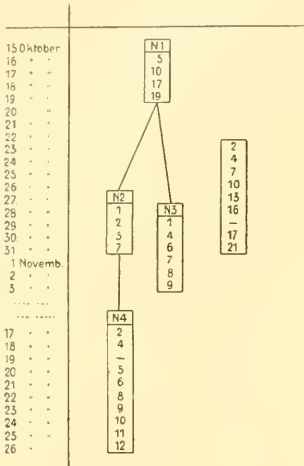 15 Oktober
16 " "
17 " "
18 " "
19 " "
20 "
21 " "
22 " "
23 " "
24 " "
25 " "
26 " "
27 " "
28 " "
29 " "
30 " "
31 " "
1 Novemb.
2 " "
3 " "
17 " "
18 " "
19 " "
20 " "
21 " "
22 " "
23 " "
24 " "
25 " "
26 "
N1
5
10
17
19
N2
1
2
5
7
N3
1
4
6
7
8
9
2
4
7
10
13
16
—
17
21
N4
2
4
—
5
6
8
9
10
11
12